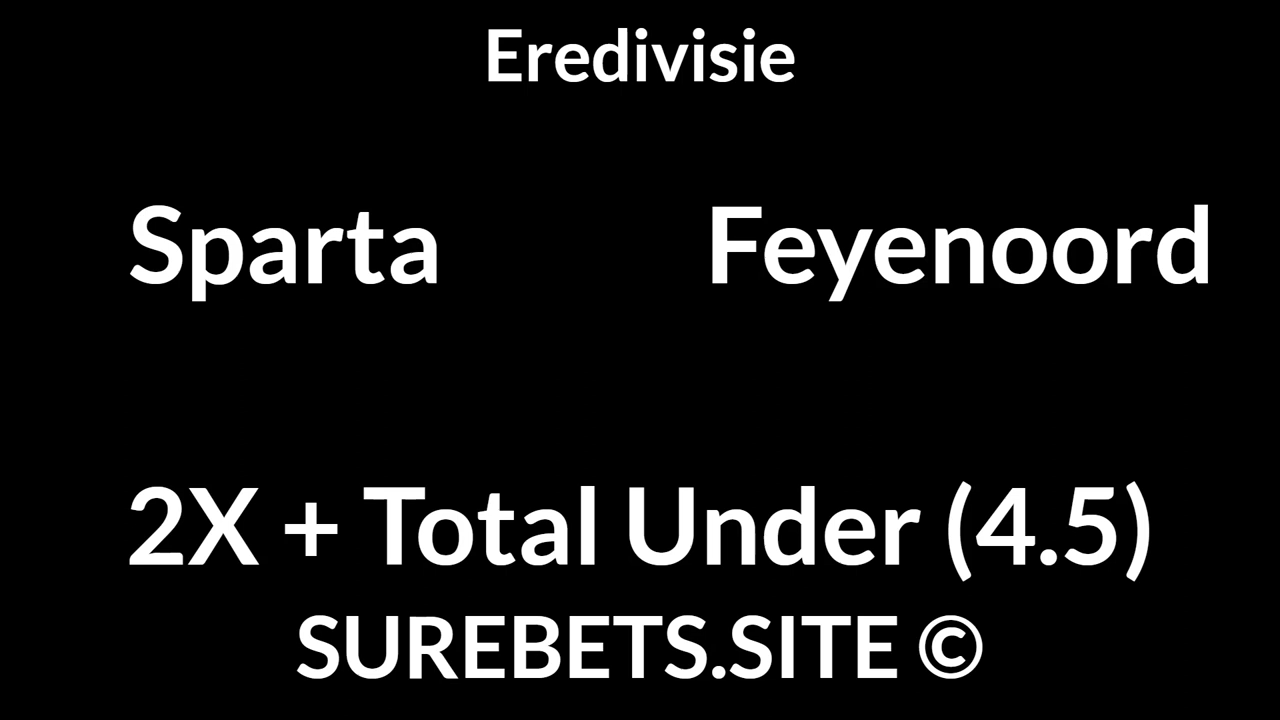 Eredivisie
Sparta Feyenoord
2X + Total Under (4.5)
SUREBETS.SITE ©